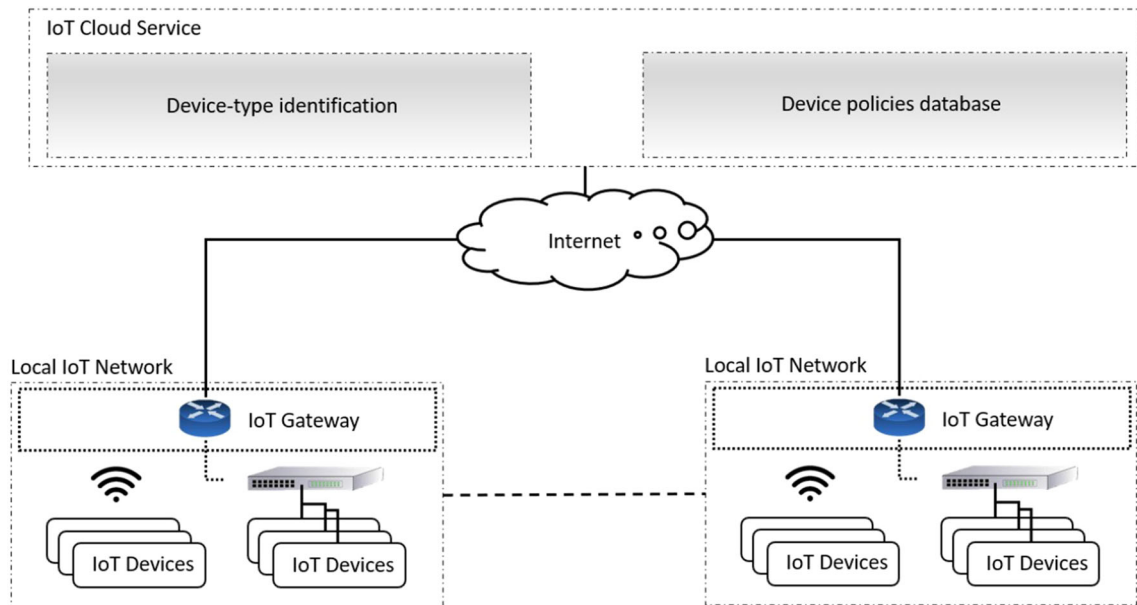 IoT Cloud Service
Device-type identification
Device policies database
Internet
Local IoT Network
Local IoT Network
IoT Gateway
IoT Gateway
IoT Devices
IoT Devices
IoT Devices
IoT Devices